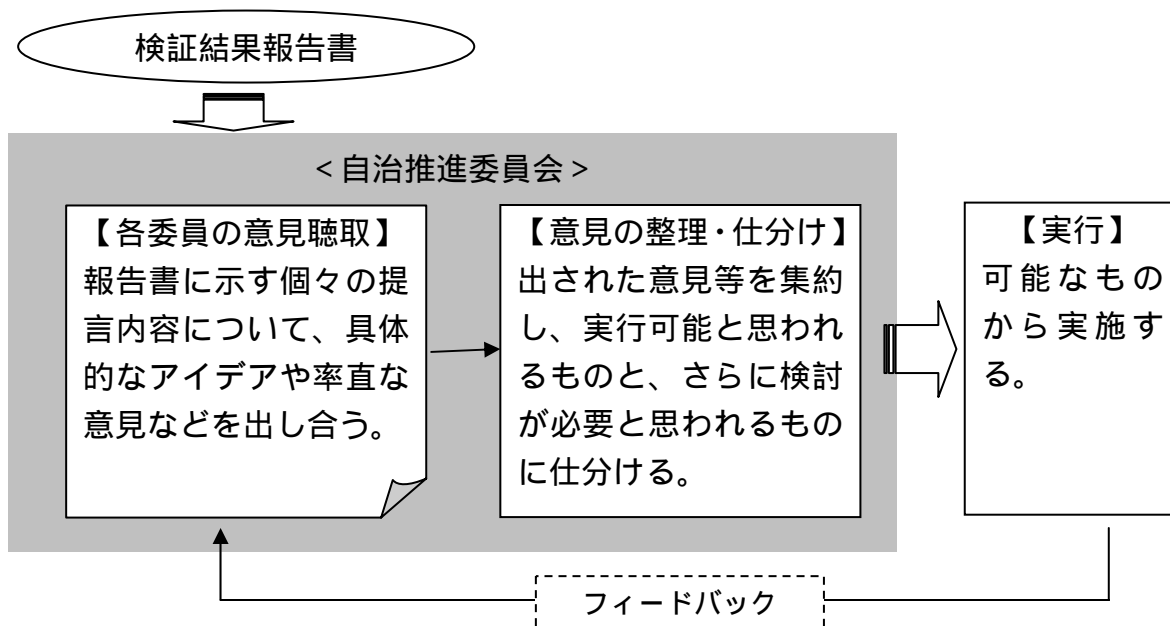 検証結果報告書
<自治推進委員会>
【各委員の意見聴取】
報告書に示す個々の提
言内容について、具体
的なアイデアや率直な
意見などを出し合う。
【意見の整理・仕分け】
出された意見等を集約
し、実行可能と思われ
るものと、さらに検討
が必要と思われるもの
に仕分ける。
【実行】
可能なもの
から実施す
る。
フィードバック